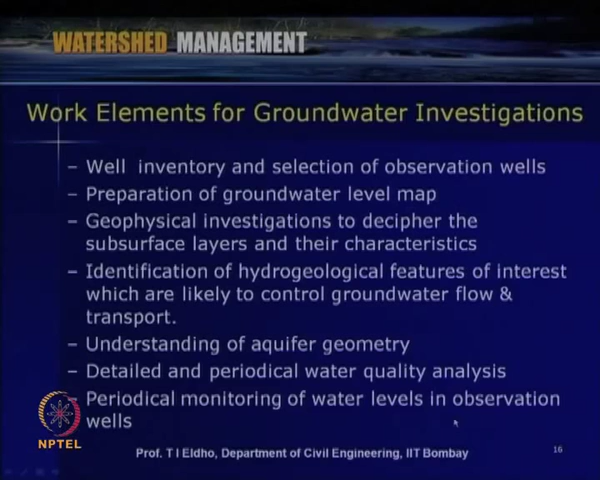 WATERSHED MANAGEMENT
Work Elements for Groundwater Investigations
– Well inventory and selection of observation wells
– Preparation of groundwater level map
– Geophysical investigations to decipher the
subsurface layers and their characteristics
– Identification of hydrogeological features of interest
which are likely to control groundwater flow &
transport.
– Understanding of aquifer geometry
– Detailed and periodical water quality analysis
– Periodical monitoring of water levels in observation
wells
NPTEL
Prof. T I Eldho, Department of Civil Engineering, IIT Bombay
16